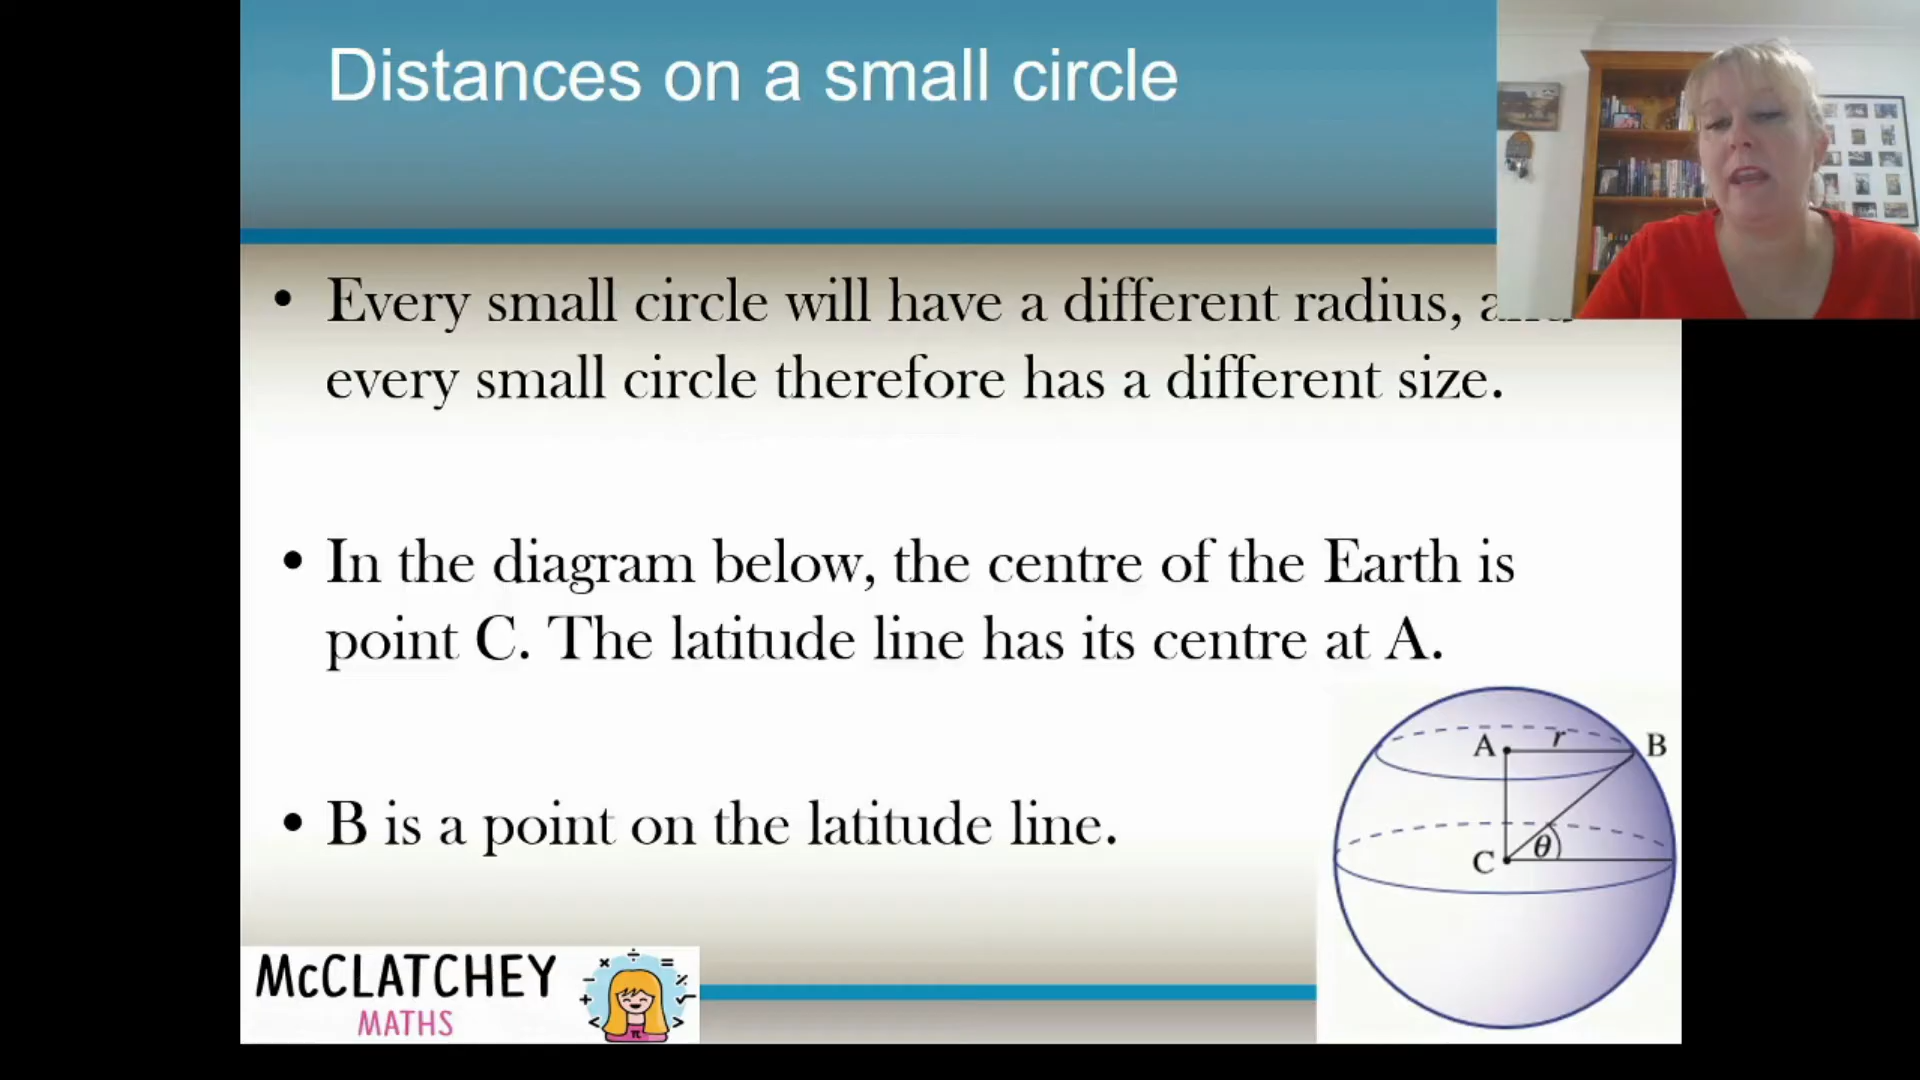 Distances on a small circle
• Every small circle will have a different radius, and
every small circle therefore has a different size.
• In the diagram below, the centre of the Earth is
point C. The latitude line has its centre at A.
• B is a point on the latitude line.
A r B
C θ
McCLATCHEY
MATHS